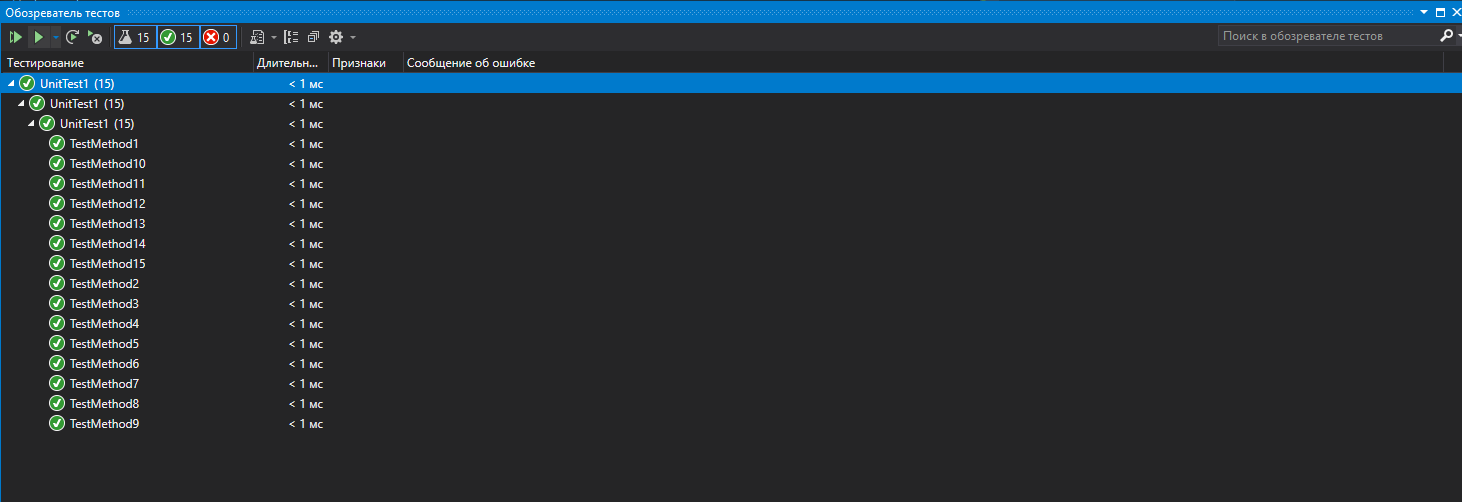 Обозреватель тестов
15 15 0 Поиск в обозревателе тестов
Тестирование Длительн... Признаки Сообщение об ошибке
UnitTest1 (15) < 1 мс
UnitTest1 (15) < 1 мс
UnitTest1 (15) < 1 мс
TestMethod1 < 1 мс
TestMethod10 < 1 мс
TestMethod11 < 1 мс
TestMethod12 < 1 мс
TestMethod13 < 1 мс
TestMethod14 < 1 мс
TestMethod15 < 1 мс
TestMethod2 < 1 мс
TestMethod3 < 1 мс
TestMethod4 < 1 мс
TestMethod5 < 1 мс
TestMethod6 < 1 мс
TestMethod7 < 1 мс
TestMethod8 < 1 мс
TestMethod9 < 1 мс